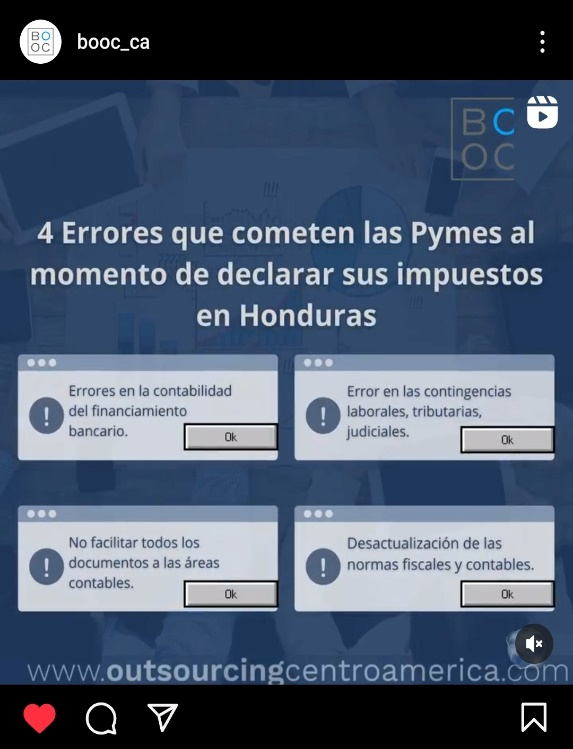 BO
OC
booc_ca
BO
OC
4 Errores que cometen las Pymes al
momento de declarar sus impuestos
en Honduras
Errores en la contabilidad
del financiamiento
bancario.
Ok
Error en las contingencias
laborales, tributarias,
judiciales.
Ok
No facilitar todos los
documentos a las áreas
contables.
Ok
Desactualización de las
normas fiscales y contables.
Ok
www.outsourcingcentroamerica.com